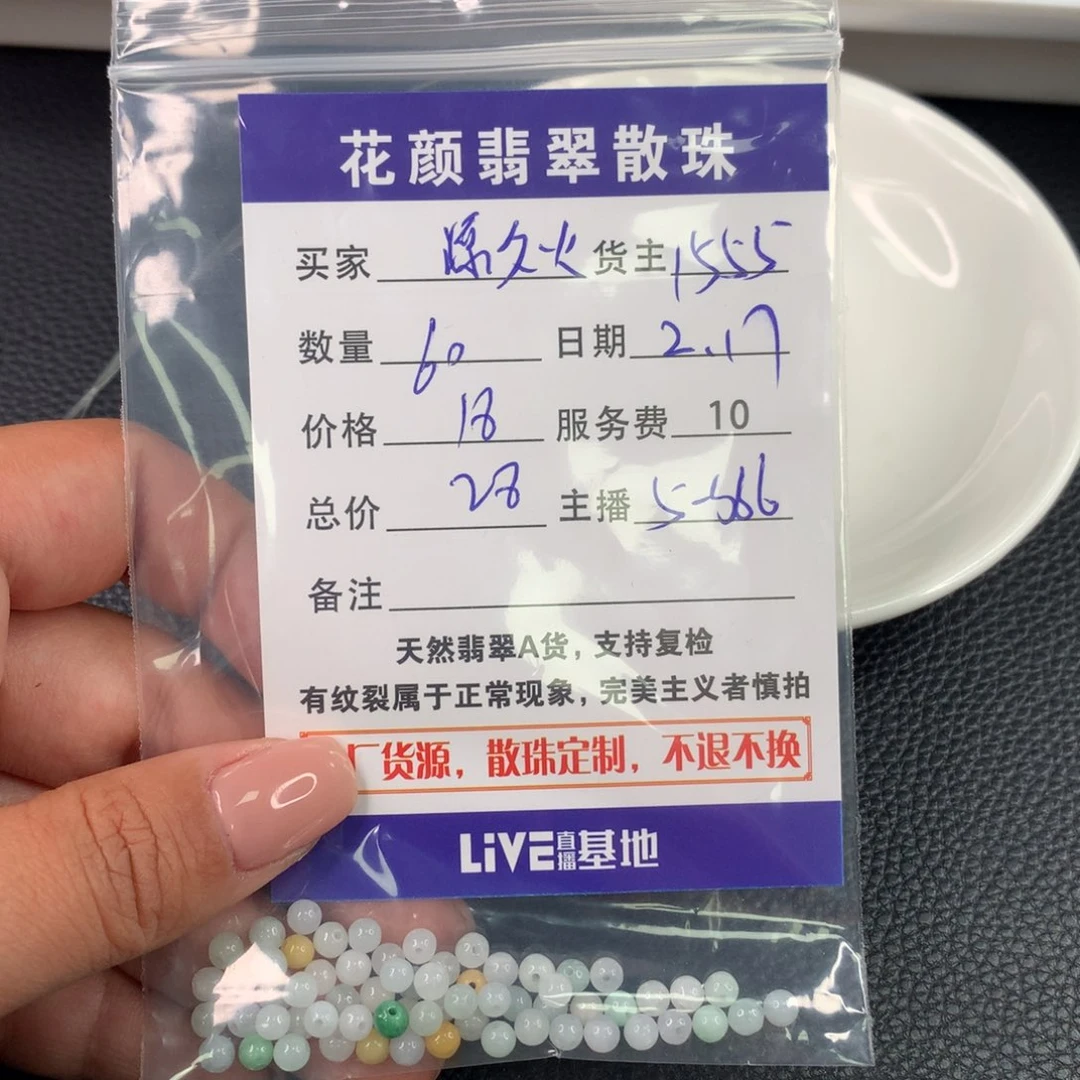 花颜翡翠散珠
买家 久火 货主 1555
数量 60 日期 2.17
价格 18 服务费 10
总价 28 主播 5-566
备注
天然翡翠A货，支持复检
有纹裂属于正常现象，完美主义者慎拍
厂货源，散珠定制，不退不换
LiVE直播基地